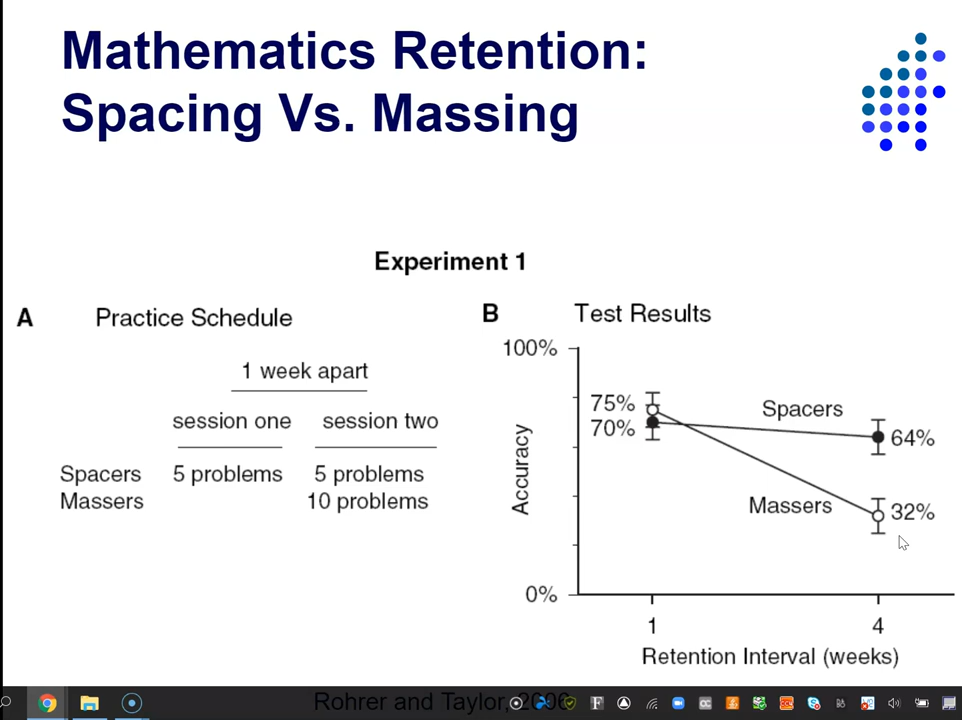 Mathematics Retention:
Spacing Vs. Massing
Experiment 1
A Practice Schedule
1 week apart
session one session two
Spacers 5 problems 5 problems
Massers 10 problems
B Test Results
100%
75%
70%
Spacers
64%
Accuracy
Massers
32%
0%
1 4
Retention Interval (weeks)
Rohrer and Taylor, 2006